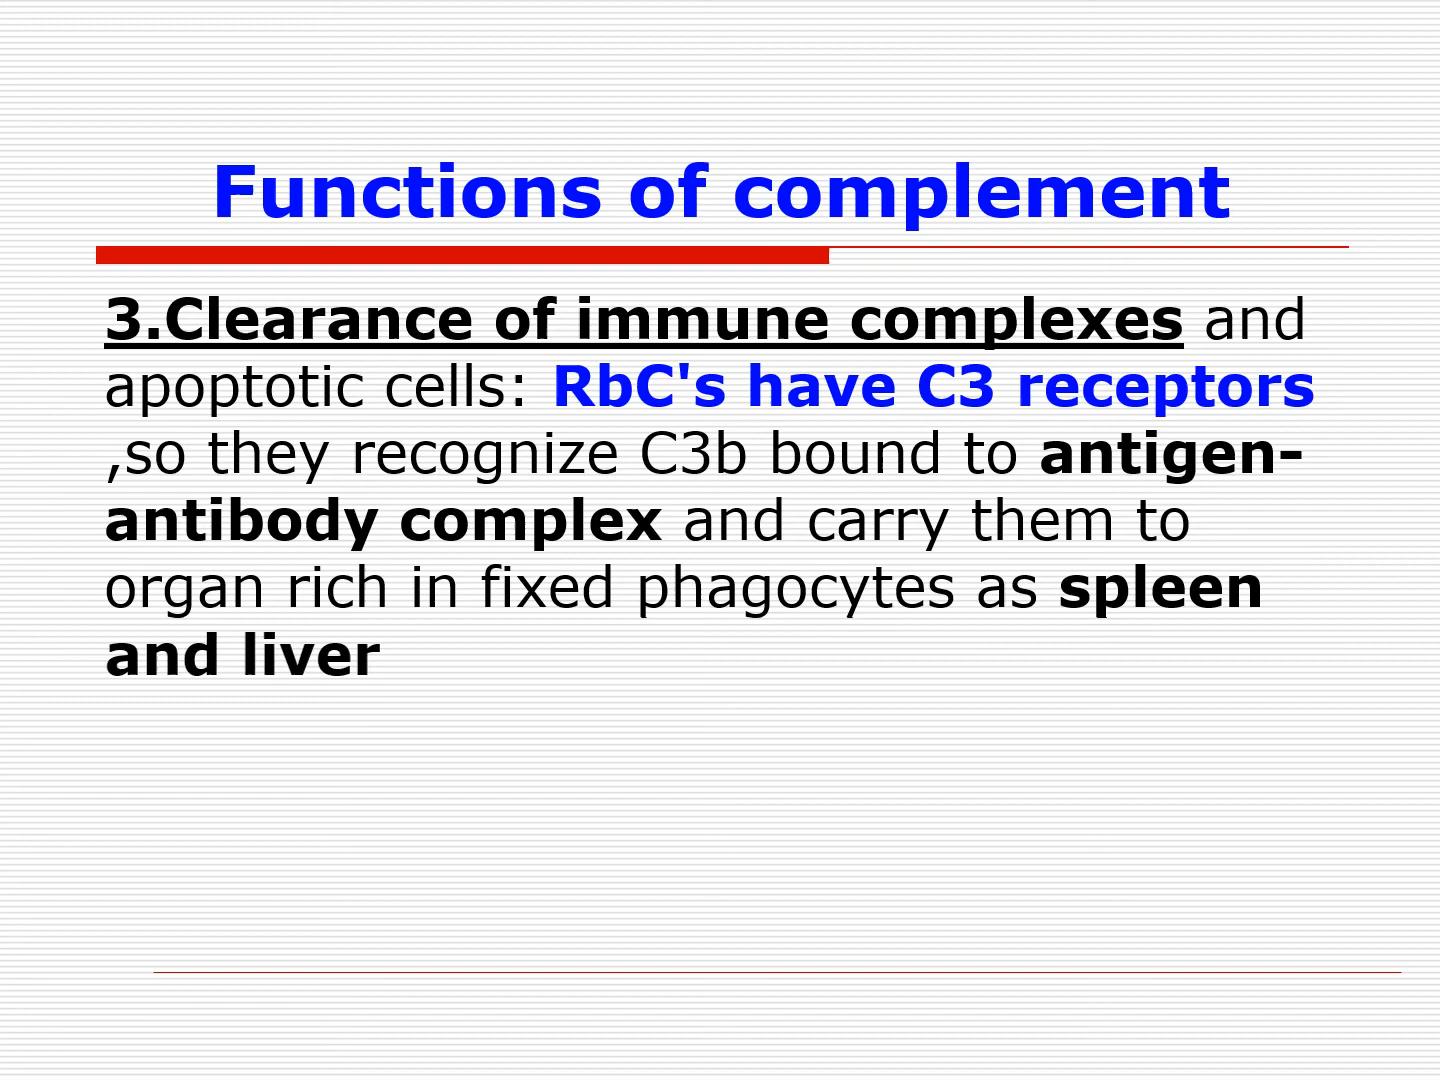 Functions of complement
3.Clearance of immune complexes and
apoptotic cells: RbC's have C3 receptors
,so they recognize C3b bound to antigen-
antibody complex and carry them to
organ rich in fixed phagocytes as spleen
and liver